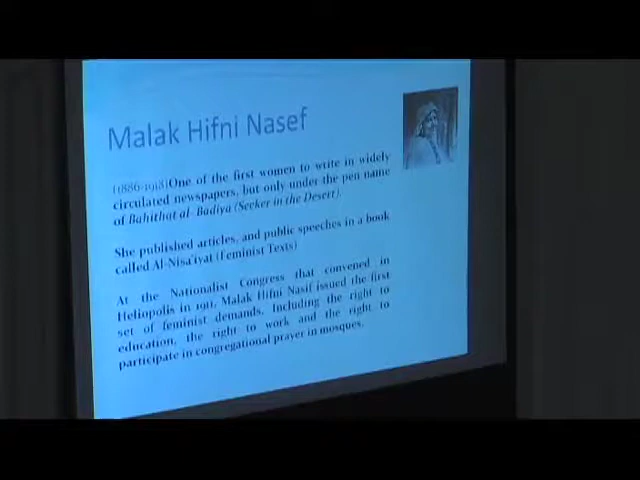 Malak Hifni Nasef
(1886-1918)One of the first women to write in widely
circulated newspapers, but only under the pen name
of Bahithat al- Badiya (Seeker in the Desert).
She published articles, and public speeches in a book
called Al-Nisa'iyat (Feminist Texts)
At the Nationalist Congress that convened in
Heliopolis in 1911, Malak Hifni Nasif issued the first
set of feminist demands. Including the right to
education, the right to work and the right to
participate in congregational prayer in mosques.